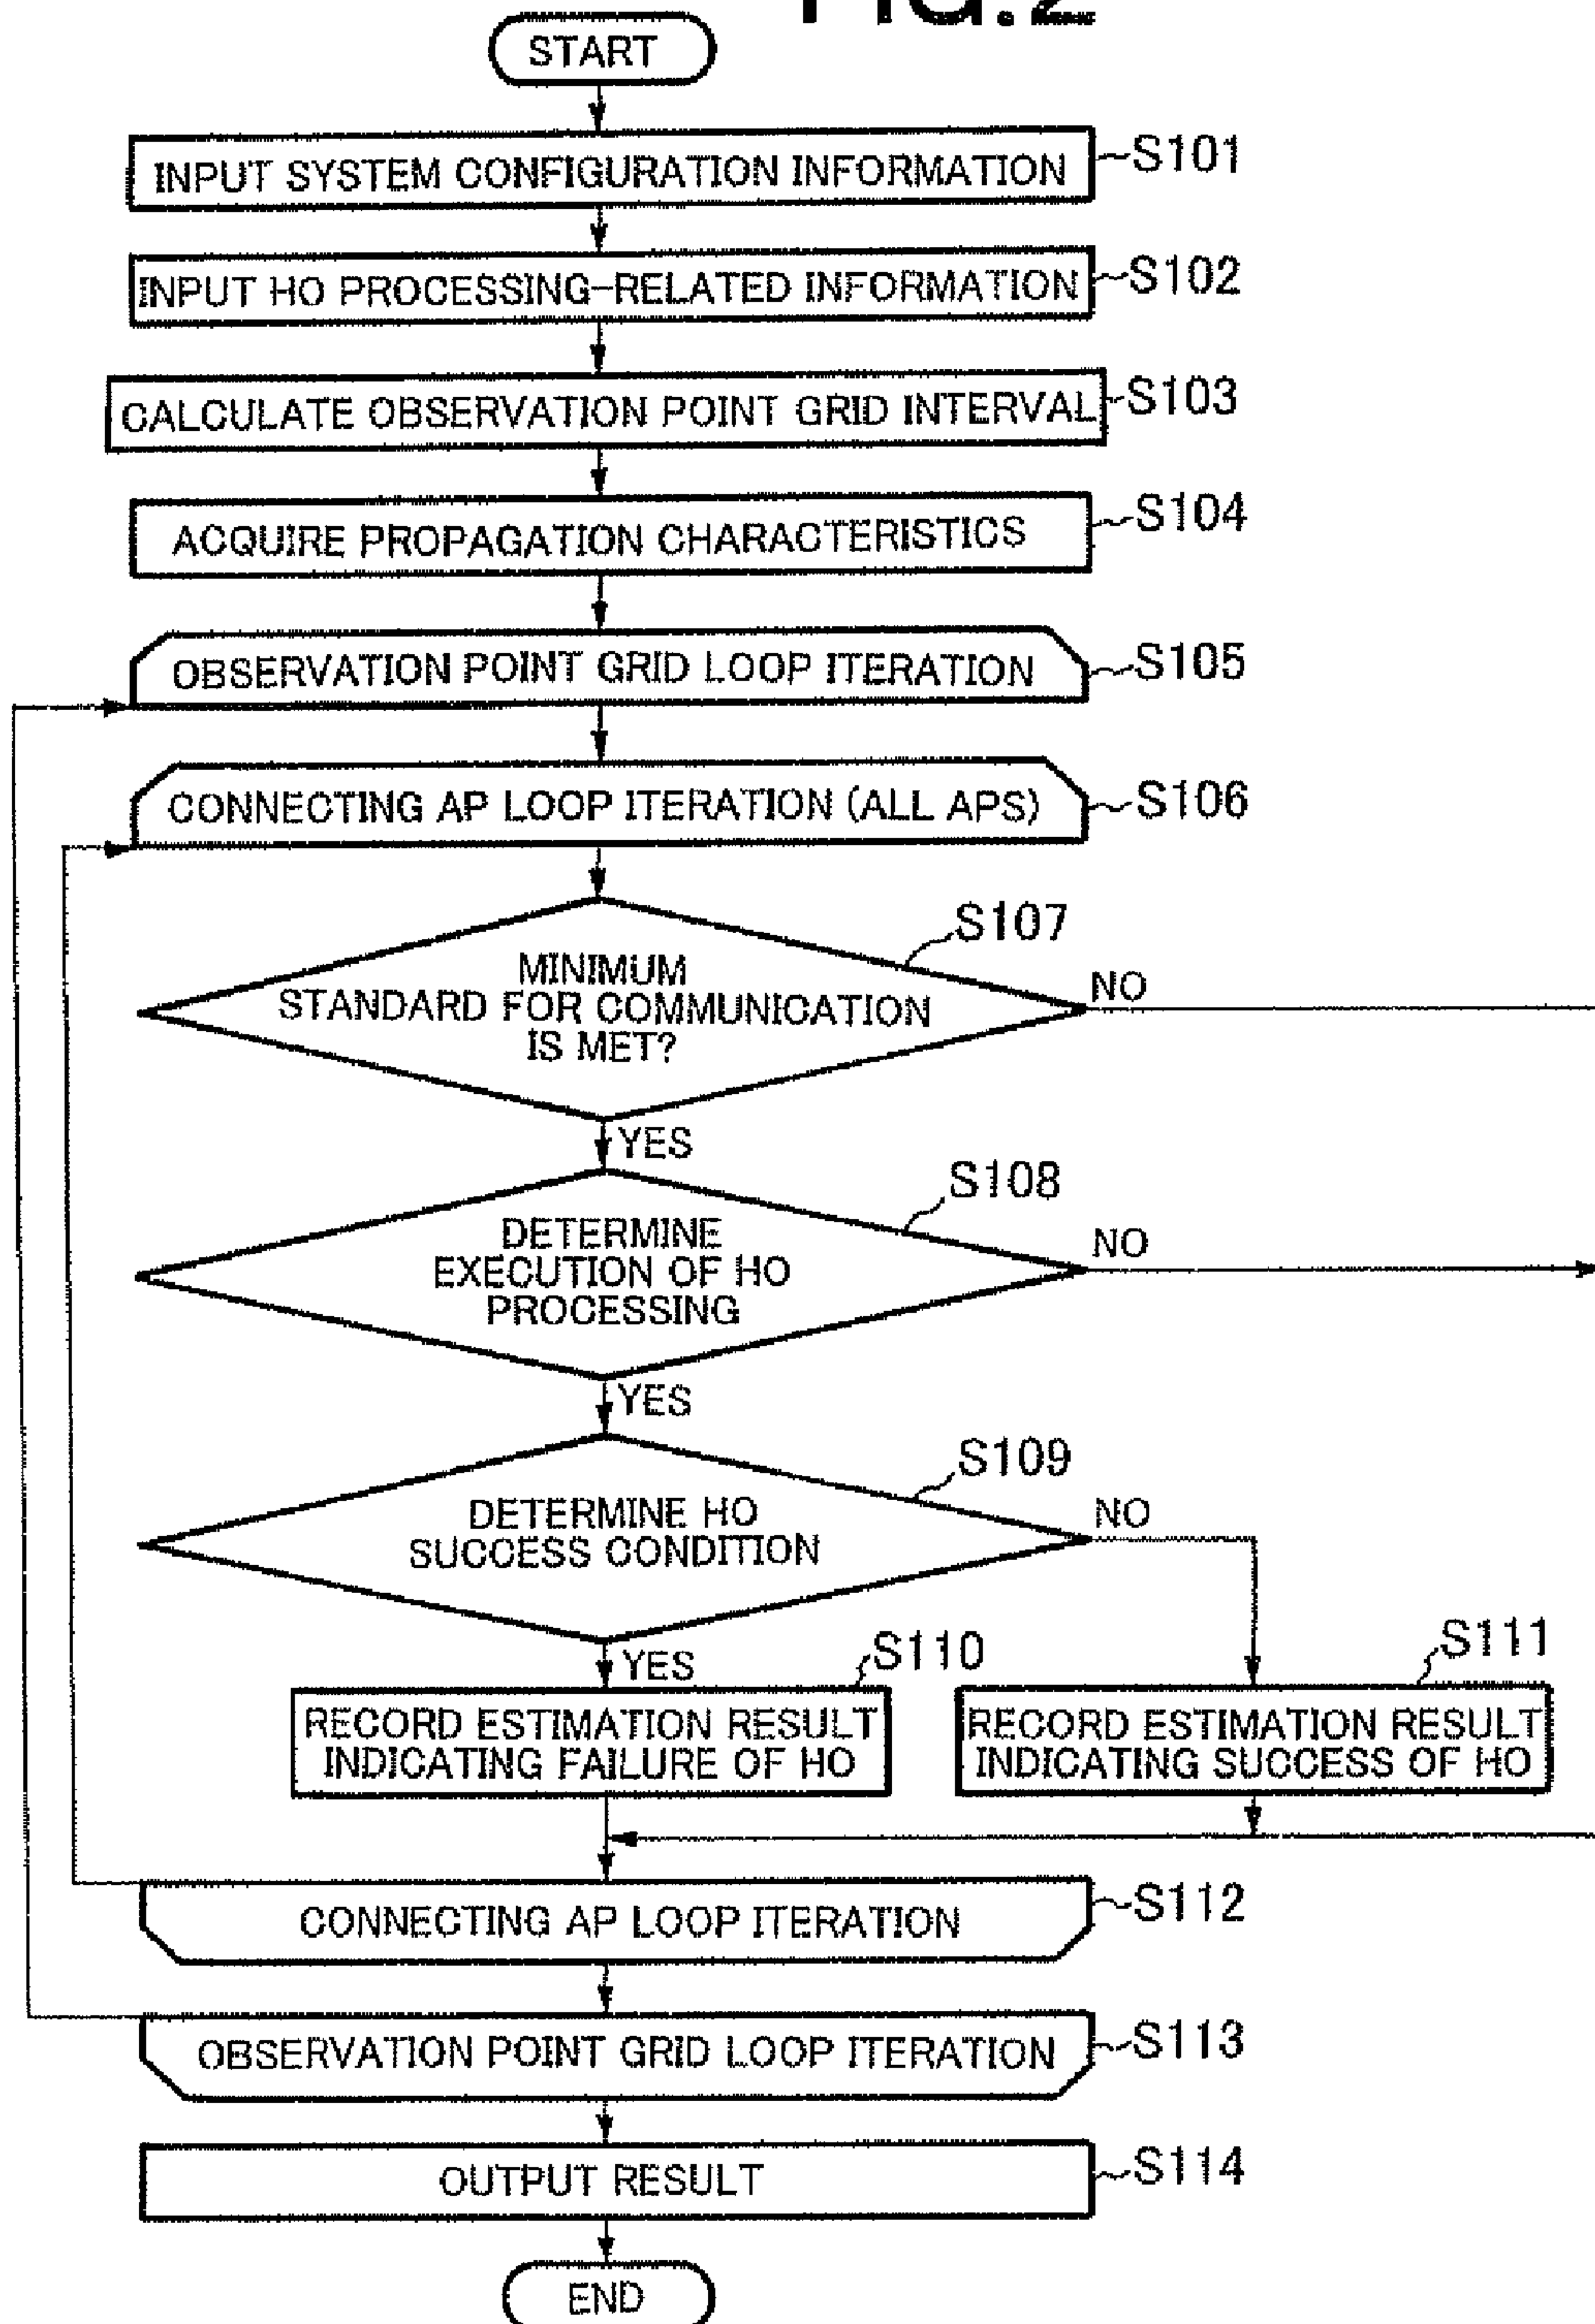 FIG.2
START
INPUT SYSTEM CONFIGURATION INFORMATION
S101
INPUT HO PROCESSING-RELATED INFORMATION
S102
CALCULATE OBSERVATION POINT GRID INTERVAL
S103
ACQUIRE PROPAGATION CHARACTERISTICS
S104
OBSERVATION POINT GRID LOOP ITERATION
S105
CONNECTING AP LOOP ITERATION (ALL APS)
S106
S107
MINIMUM
STANDARD FOR COMMUNICATION
IS MET?
NO
YES
S108
DETERMINE
EXECUTION OF HO
PROCESSING
NO
YES
S109
DETERMINE HO
SUCCESS CONDITION
NO
YES
S110
RECORD ESTIMATION RESULT
INDICATING FAILURE OF HO
S111
RECORD ESTIMATION RESULT
INDICATING SUCCESS OF HO
CONNECTING AP LOOP ITERATION
S112
OBSERVATION POINT GRID LOOP ITERATION
S113
OUTPUT RESULT
S114
END